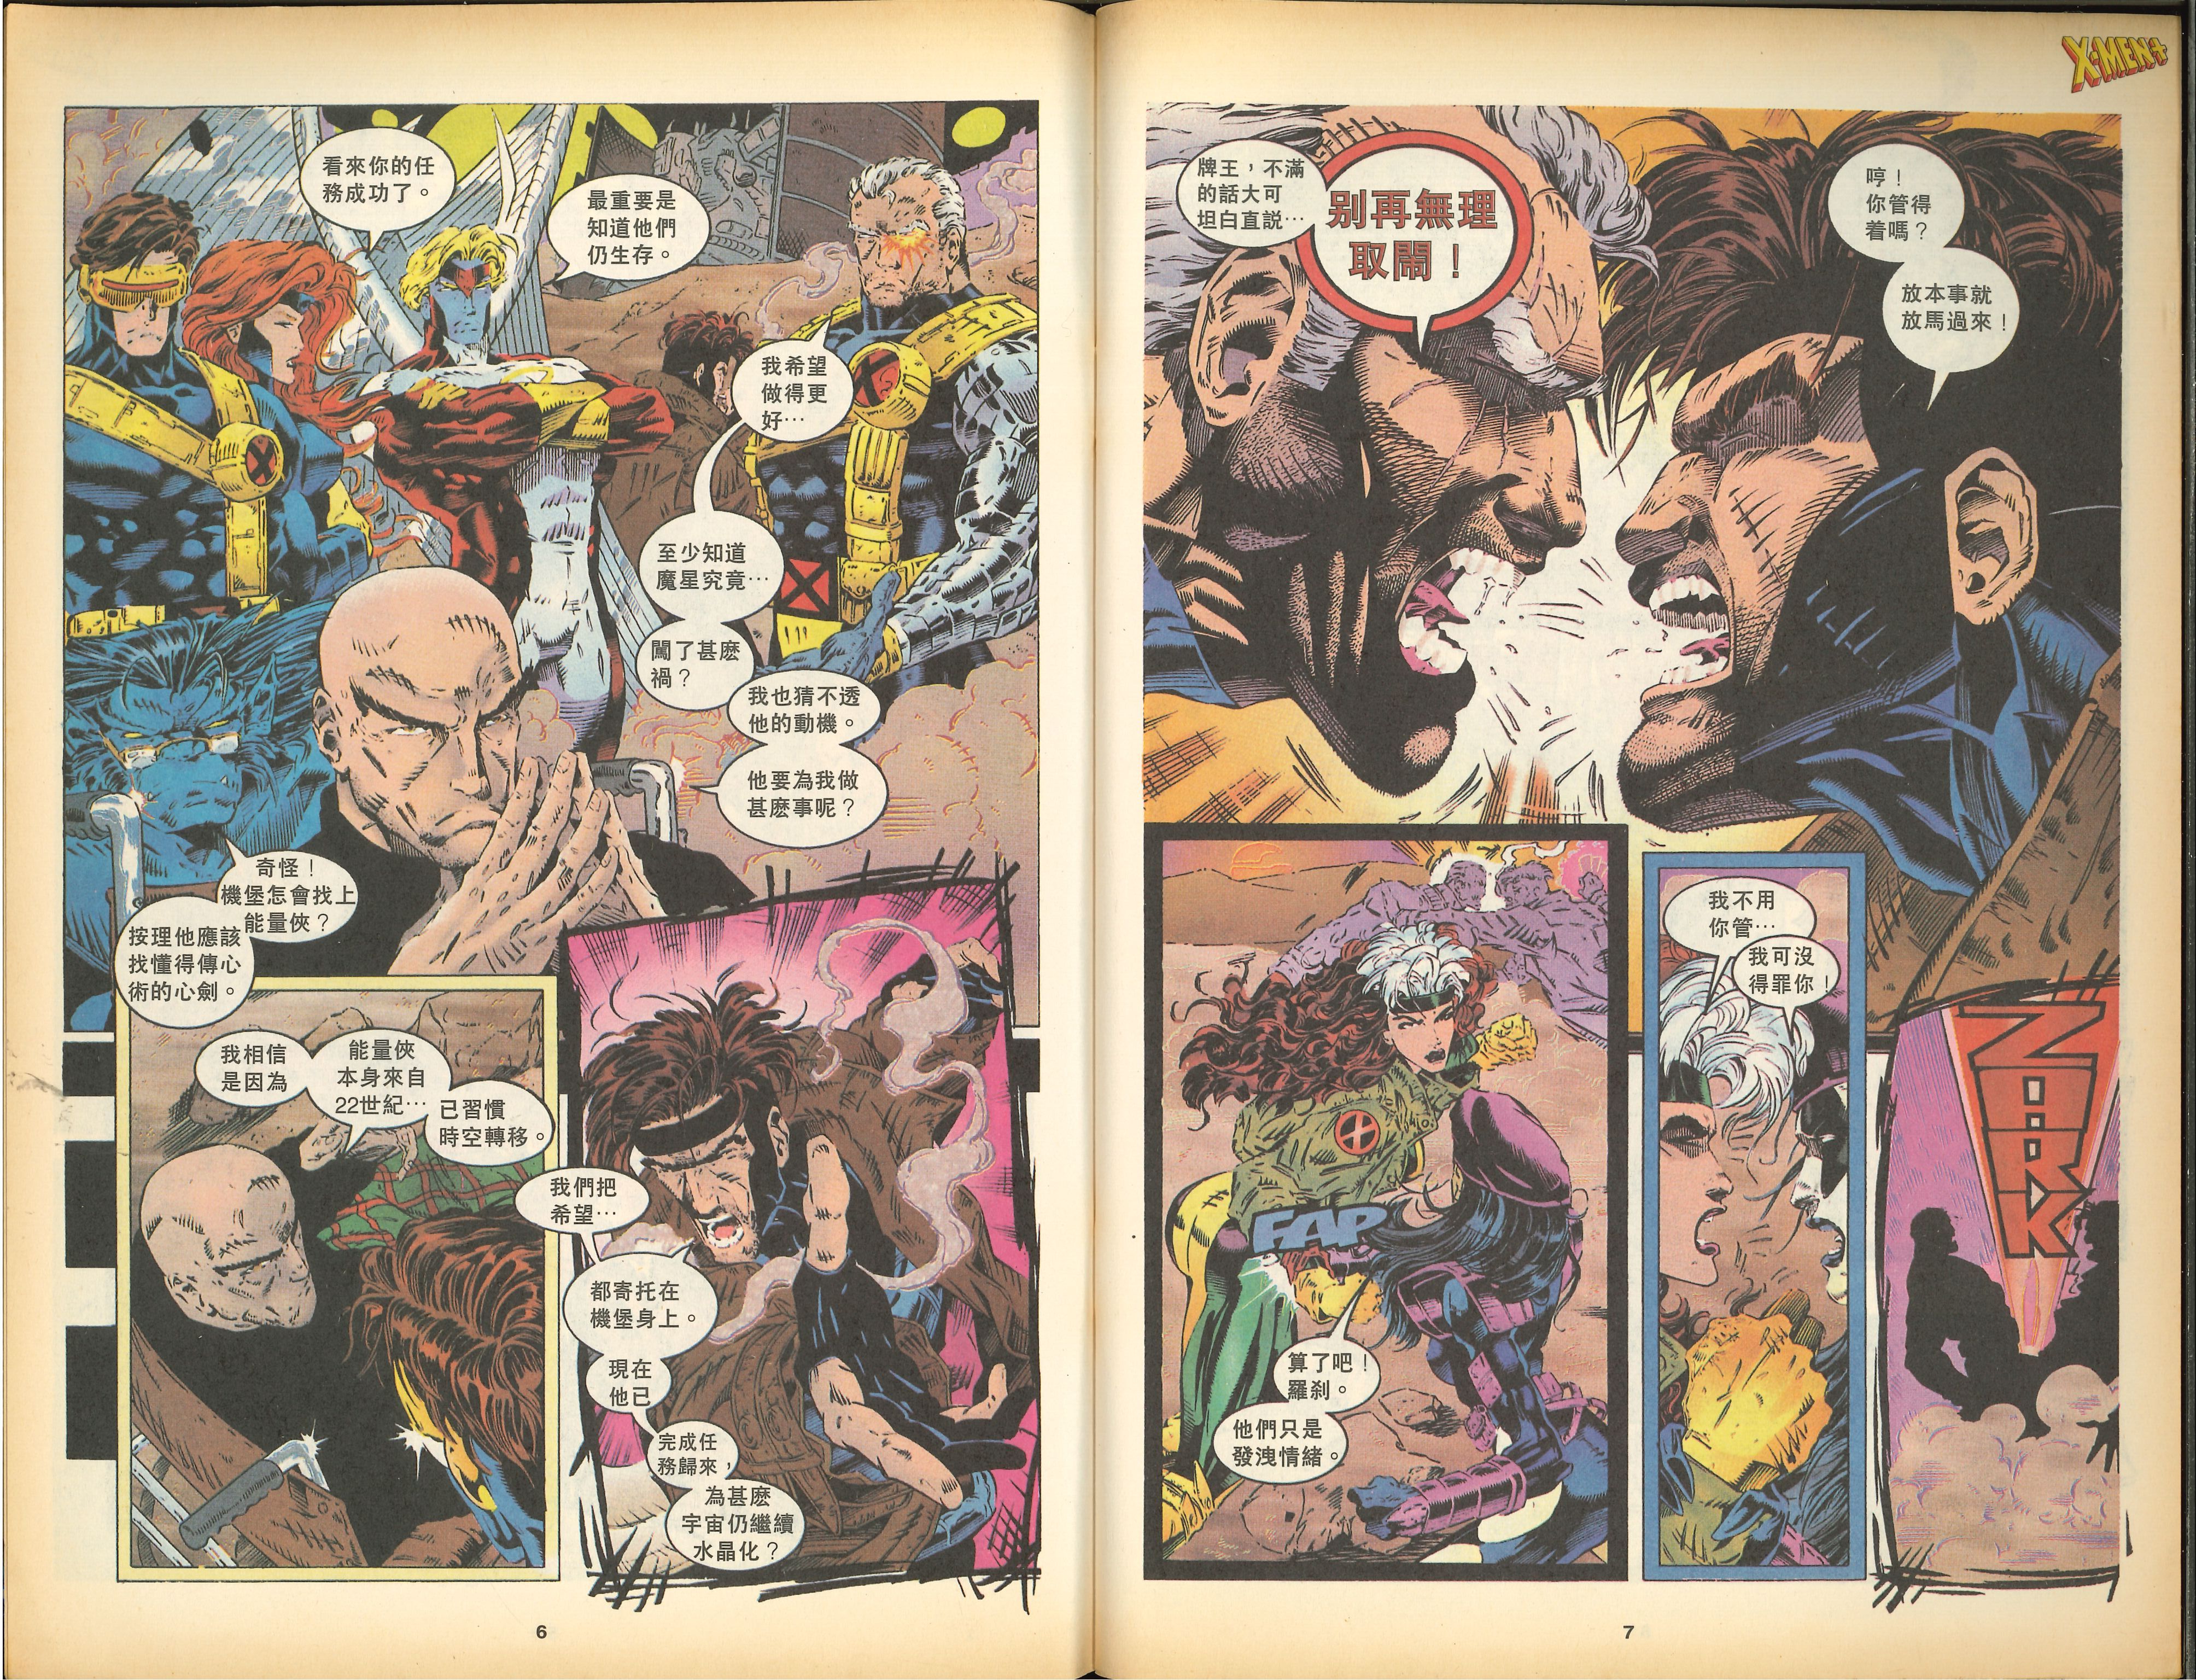 看來你的任
務成功了。
最重要是
知道他們
仍生存。
我希望
做得更
好…
至少知道
魔星究竟…
闖了甚麽
禍？
我也猜不透
他的動機。
他要為我做
甚麽事呢？
奇怪！
機堡怎會找上
能量俠？
按理他應該
找懂得傳心
術的心劍。
我相信
是因為
能量俠
本身來自
22世紀…
已習慣
時空轉移。
我們把
希望…
都寄托在
機堡身上。
現在
他已
完成任
務歸來，
為甚麽
宇宙仍繼續
水晶化？
6
X-MEN+
牌王，不滿
的話大可
坦白直説…
別再無理
取鬧！
哼！
你管得
着嗎？
放本事就
放馬過來！
FAP
算了吧！
羅刹。
他們只是
發洩情緒。
我不用
你管…
我可沒
得罪你！
ZARK
7